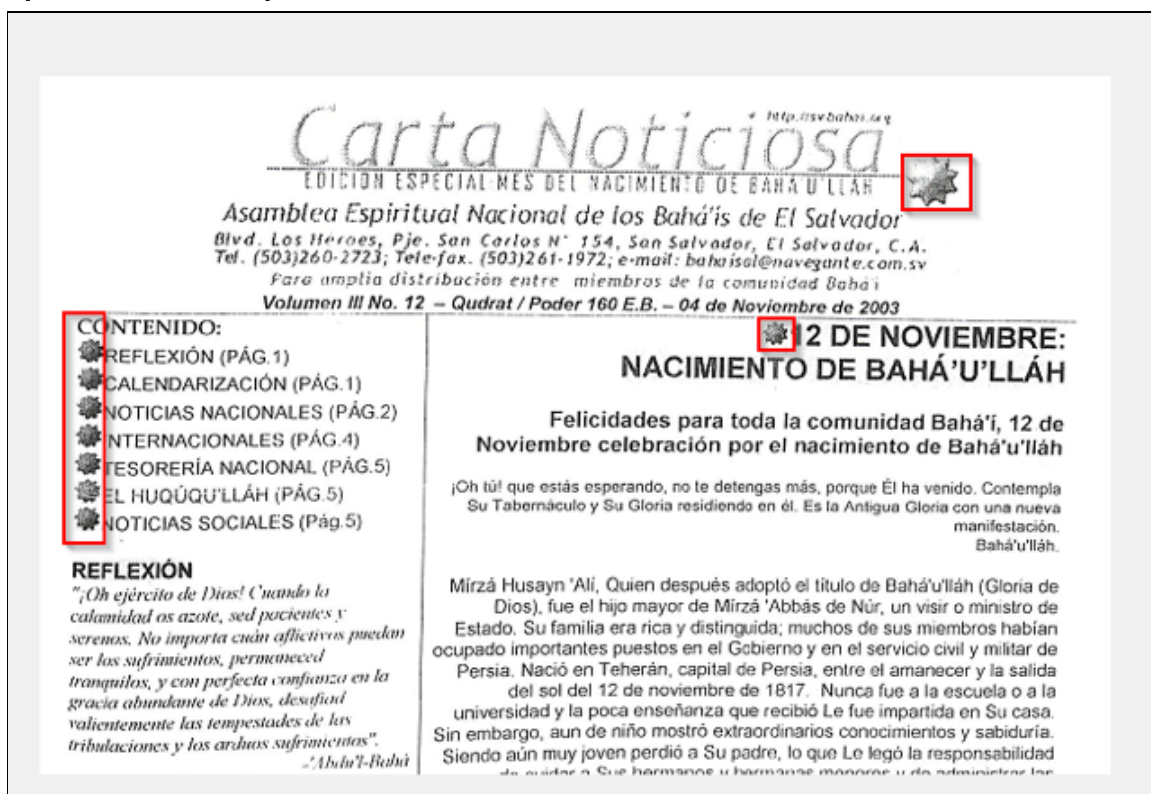 Carta Noticiosa
EDICION ESPECIAL MES DEL NACIMIENTO DE BAHA U'LLAH
Asamblea Espiritual Nacional de los Bahá'ís de El Salvador
Blvd. Los Héroes, Pje. San Carlos N° 154, San Salvador, El Salvador, C.A.
Tel. (503)260-2723; Tele-fax. (503)261-1972; e-mail: bahaisal@navegante.com.sv
Para amplia distribución entre miembros de la comunidad Bahá'i
Volumen III No. 12 – Qudrat / Poder 160 E.B. – 04 de Noviembre de 2003
CONTENIDO:
REFLEXIÓN (PÁG.1)
CALENDARIZACIÓN (PÁG.1)
NOTICIAS NACIONALES (PÁG.2)
INTERNACIONALES (PÁG.4)
TESORERÍA NACIONAL (PÁG.5)
EL HUQÚQU'LLÁH (PÁG.5)
NOTICIAS SOCIALES (Pág.5)
REFLEXIÓN
"¡Oh ejército de Dios! Cuando la
calamidad os azote, sed pacientes y
serenos. No importa cuán aflictivos puedan
ser los sufrimientos, permaneced
tranquilos, y con perfecta confianza en la
gracia abundante de Dios, desafiad
valientemente las tempestades de las
tribulaciones y los arduos sufrimientos".
-'Abdu'l-Bahá
12 DE NOVIEMBRE:
NACIMIENTO DE BAHÁ'U'LLÁH
Felicidades para toda la comunidad Bahá'í, 12 de
Noviembre celebración por el nacimiento de Bahá'u'lláh
¡Oh tú! que estás esperando, no te detengas más, porque Él ha venido. Contempla
Su Tabernáculo y Su Gloria residiendo en él. Es la Antigua Gloria con una nueva
manifestación.
Bahá'u'lláh.
Mírzá Husayn 'Alí, Quien después adoptó el título de Bahá'u'lláh (Gloria de
Dios), fue el hijo mayor de Mírzá 'Abbás de Núr, un visir o ministro de
Estado. Su familia era rica y distinguida; muchos de sus miembros habían
ocupado importantes puestos en el Gobierno y en el servicio civil y militar de
Persia. Nació en Teherán, capital de Persia, entre el amanecer y la salida
del sol del 12 de noviembre de 1817. Nunca fue a la escuela o a la
universidad y la poca enseñanza que recibió Le fue impartida en Su casa.
Sin embargo, aun de niño mostró extraordinarios conocimientos y sabiduría.
Siendo aún muy joven perdió a Su padre, lo que Le legó la responsabilidad